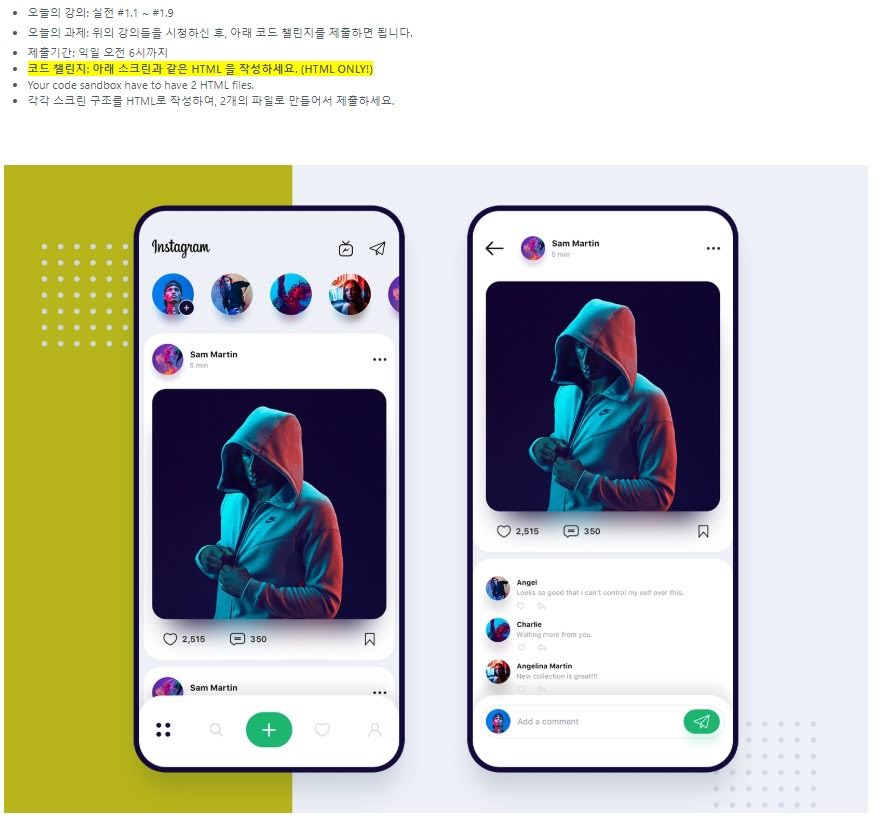 오늘의 강의: 실전 #1.1 ~ #1.9
오늘의 과제: 위의 강의들을 시청하신 후, 아래 코드 챌린지를 제출하면 됩니다.
제출기간: 익일 오전 6시까지
코드 챌린지: 아래 스크린과 같은 HTML 을 작성하세요. (HTML ONLY!)
Your code sandbox have to have 2 HTML files.
각각 스크린 구조를 HTML로 작성하여, 2개의 파일로 만들어서 제출하세요.
Instagram
Sam Martin
5 min
2,515 350
Sam Martin
Sam Martin
5 min
2,515 350
Angel
Looks so good that i can't control my self over this.
Charlie
Waiting more from you.
Angelina Martin
New collection is great!!!
Add a comment